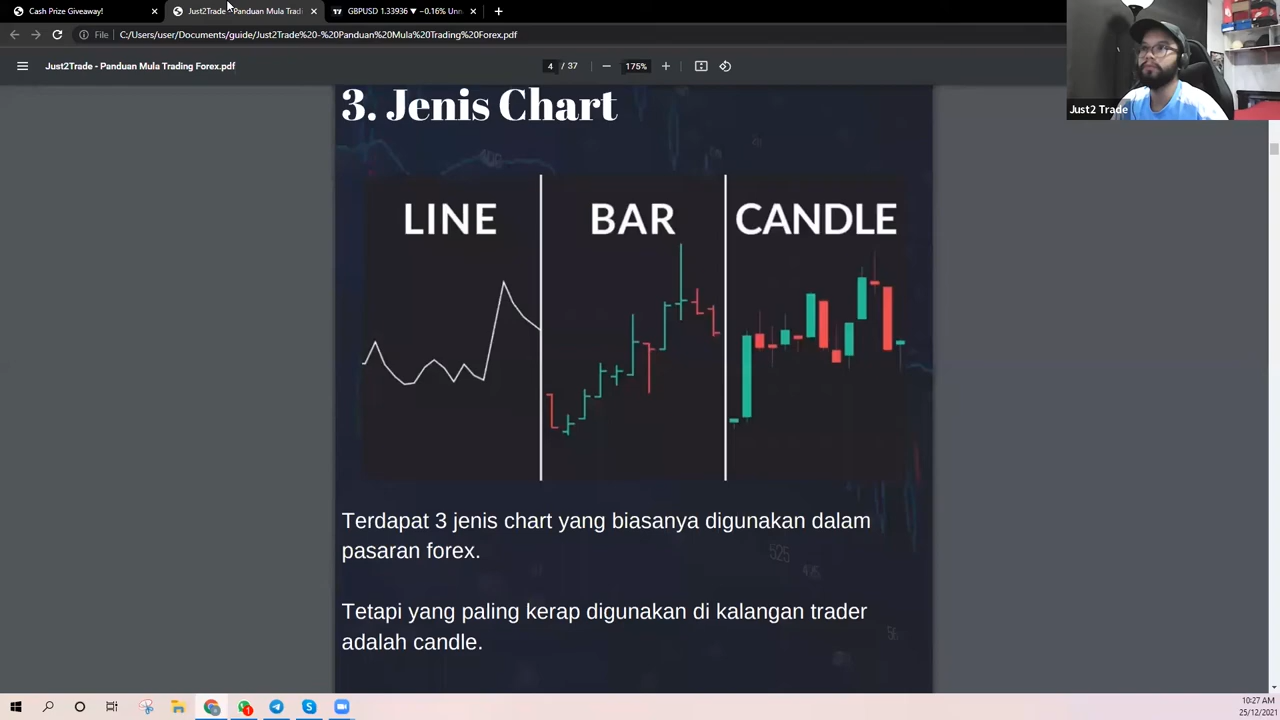 Cash Prize Giveaway!
Just2Trade - Panduan Mula Tradi
GBPUSD 1.33936 ▼ −0.16% Unn
File
C:/Users/user/Documents/guide/Just2Trade%20-%20Panduan%20Mula%20Trading%20Forex.pdf
Just2Trade - Panduan Mula Trading Forex.pdf
4 / 37
175%
Just2 Trade
3. Jenis Chart
LINE
BAR
CANDLE
Terdapat 3 jenis chart yang biasanya digunakan dalam
pasaran forex.
525
Tetapi yang paling kerap digunakan di kalangan trader
adalah candle.
1
10:27 AM
25/12/2021